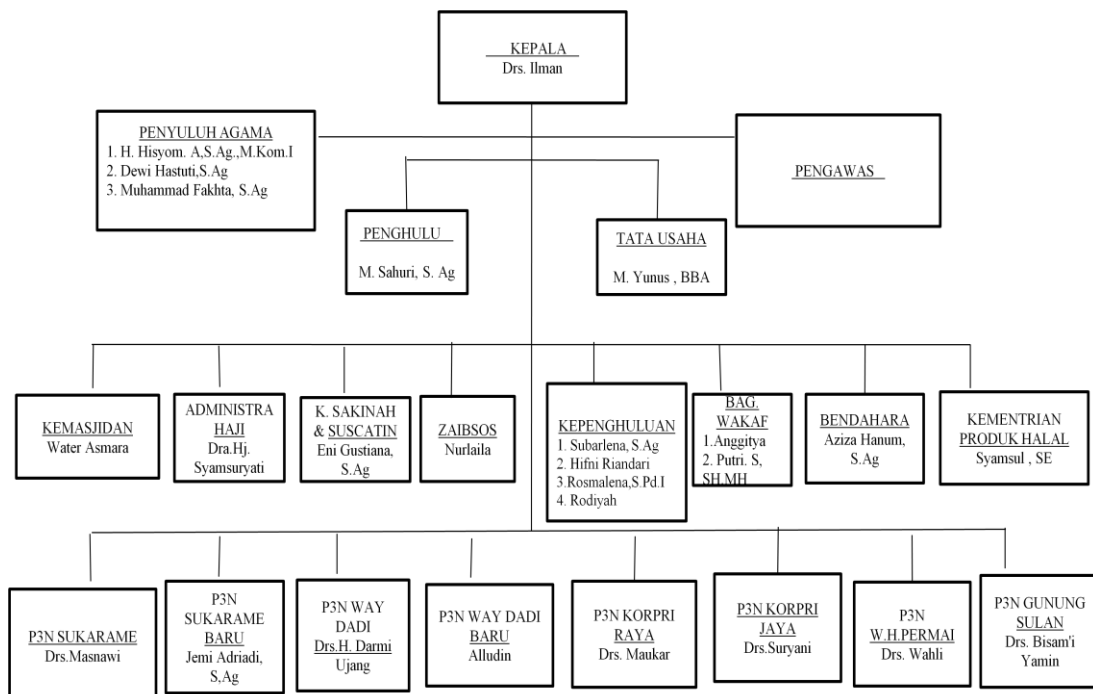 KEPALA
Drs. Ilman
PENYULUH AGAMA
1. H. Hisyom. A,S.Ag.,M.Kom.I
2. Dewi Hastuti,S.Ag
3. Muhammad Fakhta, S.Ag
PENGAWAS
PENGHULU
M. Sahuri, S. Ag
TATA USAHA
M. Yunus , BBA
KEMASJIDAN
Water Asmara
ADMINISTRA
HAJI
Dra.Hj.
Syamsuryati
K. SAKINAH
& SUSCATIN
Eni Gustiana,
S.Ag
ZAIBSOS
Nurlaila
KEPENGHULUAN
1. Subarlena, S.Ag
2. Hifni Riandari
3.Rosmalena,S.Pd.I
4. Rodiyah
BAG.
WAKAF
1.Anggitya
2. Putri. S,
SH.MH
BENDAHARA
Aziza Hanum,
S.Ag
KEMENTRIAN
PRODUK HALAL
Syamsul , SE
P3N SUKARAME
Drs.Masnawi
P3N
SUKARAME
BARU
Jemi Adriadi,
S,Ag
P3N WAY
DADI
Drs.H. Darmi
Ujang
P3N WAY DADI
BARU
Alludin
P3N KORPRI
RAYA
Drs. Maukar
P3N KORPRI
JAYA
Drs.Suryani
P3N
W.H.PERMAI
Drs. Wahli
P3N GUNUNG
SULAN
Drs. Bisam'i
Yamin